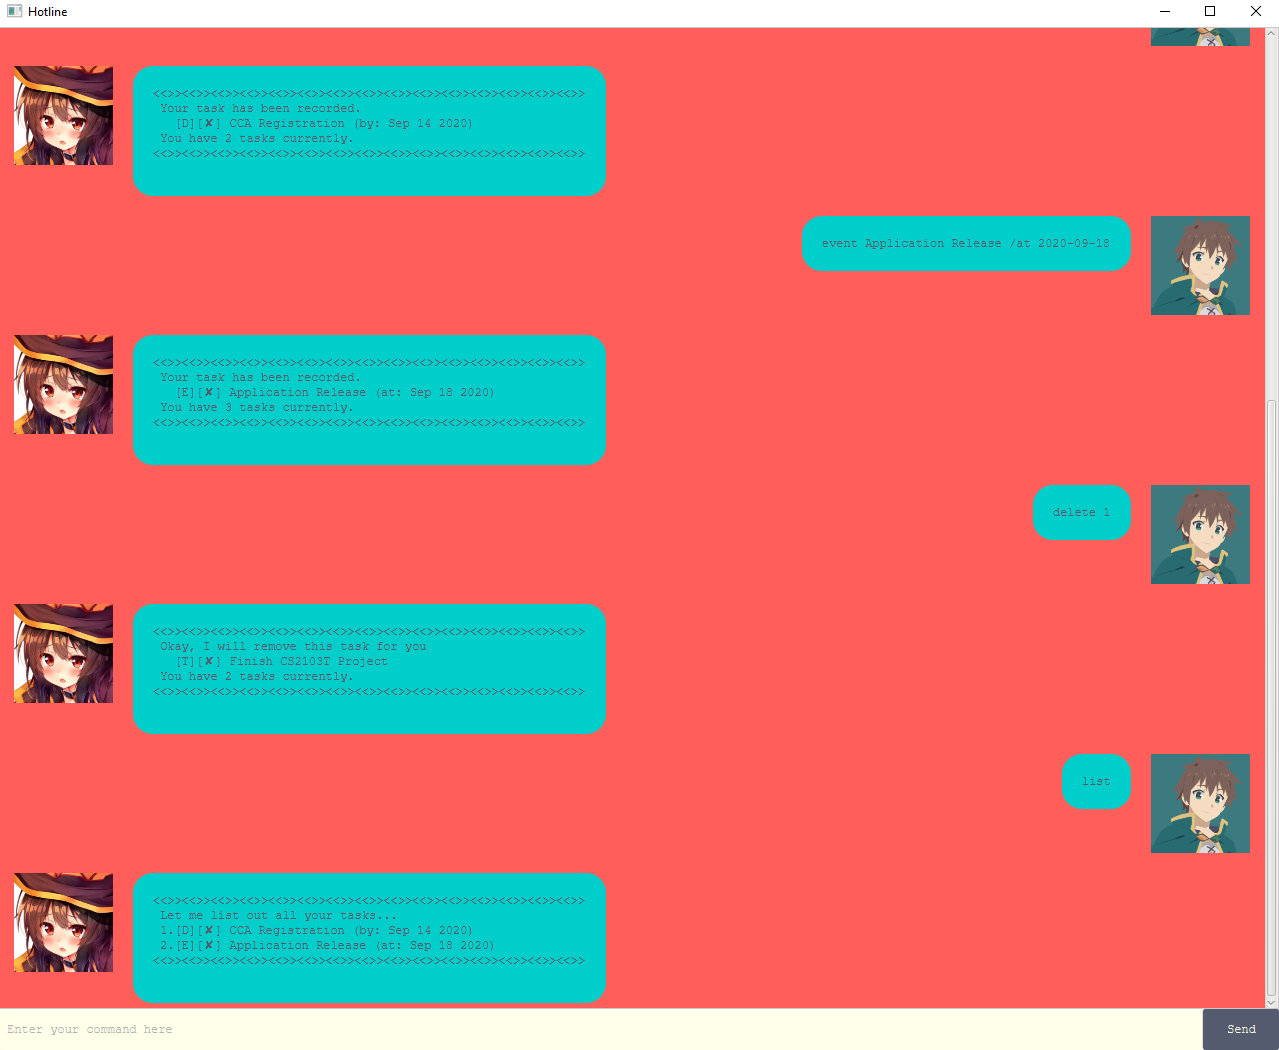 Hotline
<<>><<>><<>><<>><<>><<>><<>><<>><<>><<>><<>><<>><<>><<>><<>>
Your task has been recorded.
[D][✘] CCA Registration (by: Sep 14 2020)
You have 2 tasks currently.
<<>><<>><<>><<>><<>><<>><<>><<>><<>><<>><<>><<>><<>><<>><<>>
event Application Release /at 2020-09-18
<<>><<>><<>><<>><<>><<>><<>><<>><<>><<>><<>><<>><<>><<>><<>>
Your task has been recorded.
[E][✘] Application Release (at: Sep 18 2020)
You have 3 tasks currently.
<<>><<>><<>><<>><<>><<>><<>><<>><<>><<>><<>><<>><<>><<>><<>>
delete 1
<<>><<>><<>><<>><<>><<>><<>><<>><<>><<>><<>><<>><<>><<>><<>>
Okay, I will remove this task for you
[T][✘] Finish CS2103T Project
You have 2 tasks currently.
<<>><<>><<>><<>><<>><<>><<>><<>><<>><<>><<>><<>><<>><<>><<>>
list
<<>><<>><<>><<>><<>><<>><<>><<>><<>><<>><<>><<>><<>><<>><<>>
Let me list out all your tasks...
1.[D][✘] CCA Registration (by: Sep 14 2020)
2.[E][✘] Application Release (at: Sep 18 2020)
<<>><<>><<>><<>><<>><<>><<>><<>><<>><<>><<>><<>><<>><<>><<>>
Enter your command here
Send